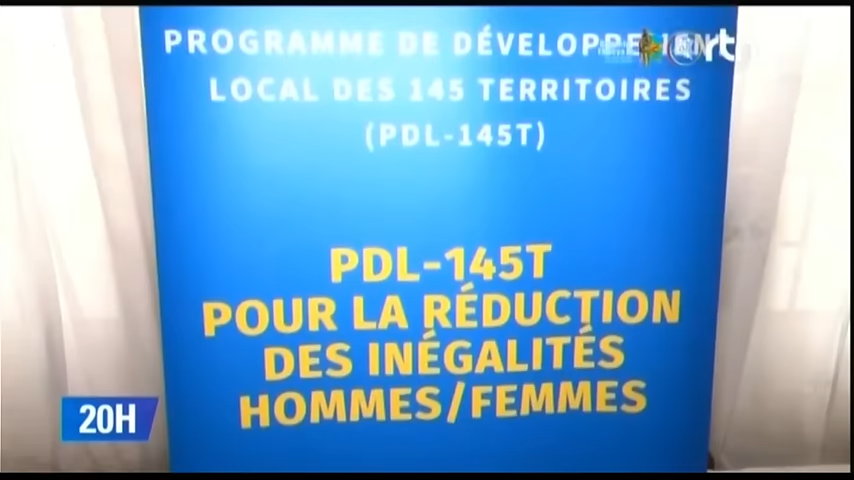 PROGRAMME DE DÉVELOPPEMENT
LOCAL DES 145 TERRITOIRES
(PDL-145T)
PDL-145T
POUR LA RÉDUCTION
DES INÉGALITÉS
HOMMES/FEMMES
20H